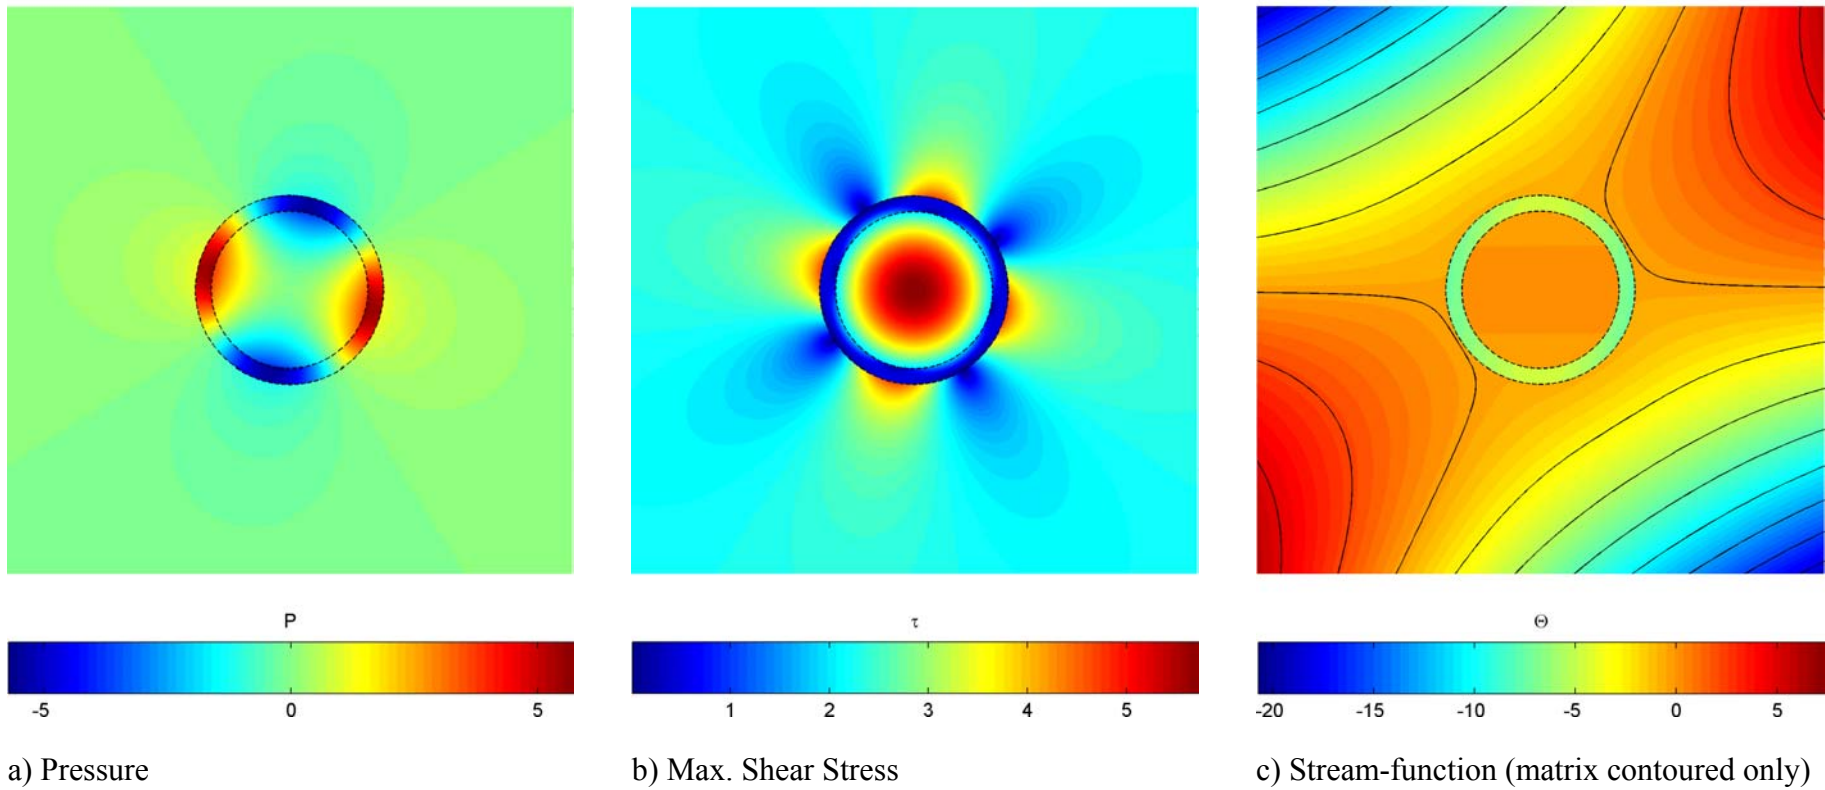 P
τ
Θ
-5 0 5
1 2 3 4 5
-20 -15 -10 -5 0 5
a) Pressure
b) Max. Shear Stress
c) Stream-function (matrix contoured only)